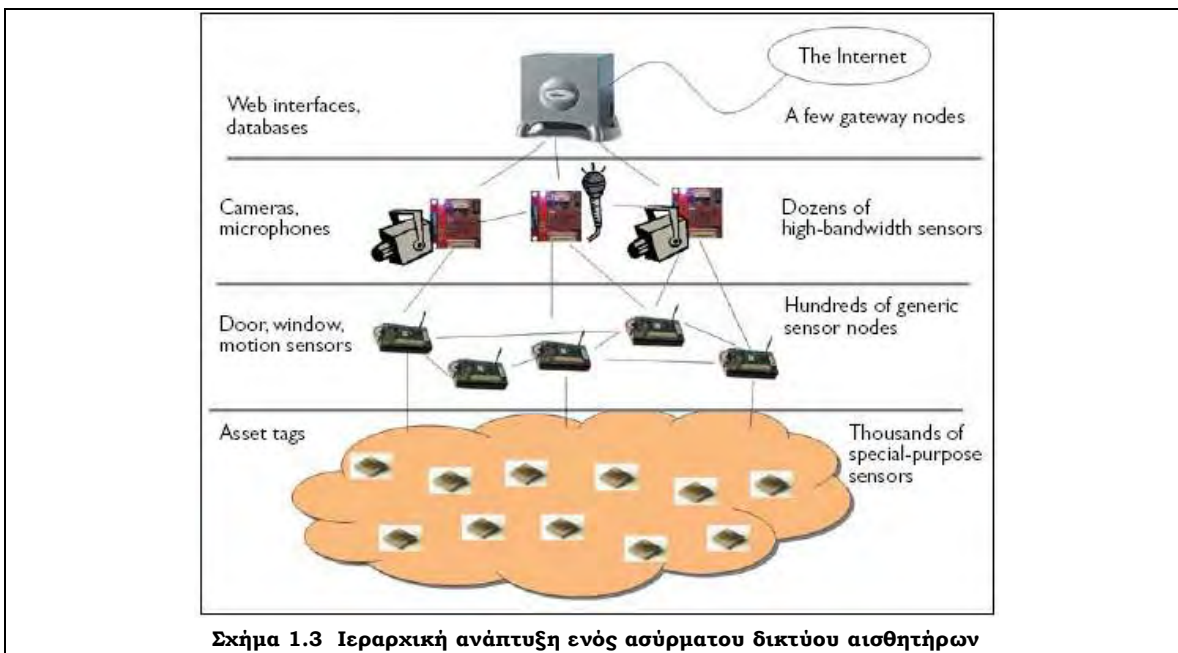 The Internet
Web interfaces,
databases
A few gateway nodes
Cameras,
microphones
Dozens of
high-bandwidth sensors
Door, window,
motion sensors
Hundreds of generic
sensor nodes
Asset tags
Thousands of
special-purpose
sensors
Σχήμα 1.3 Ιεραρχική ανάπτυξη ενός ασύρματου δικτύου αισθητήρων